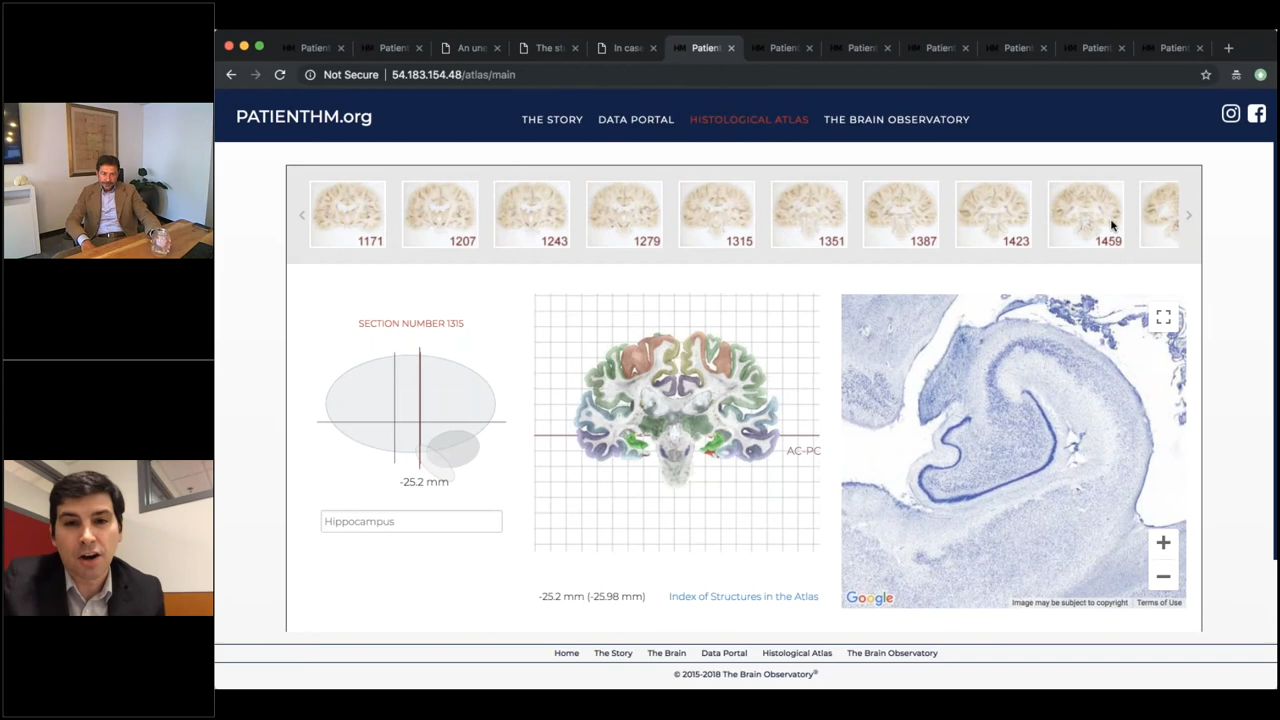 Patient
Patient
An une
The st
In case
HM Patient
Patient
Patient
Patient
Patient
Patient
Patient
Not Secure | 54.183.154.48/atlas/main
PATIENTHM.org
THE STORY
DATA PORTAL
HISTOLOGICAL ATLAS
THE BRAIN OBSERVATORY
1171
1207
1243
1279
1315
1351
1387
1423
1459
SECTION NUMBER 1315
-25.2 mm
Hippocampus
AC-PC
-25.2 mm (-25.98 mm)
Index of Structures in the Atlas
Google
Image may be subject to copyright
Terms of Use
Home
The Story
The Brain
Data Portal
Histological Atlas
The Brain Observatory
© 2015-2018 The Brain Observatory®